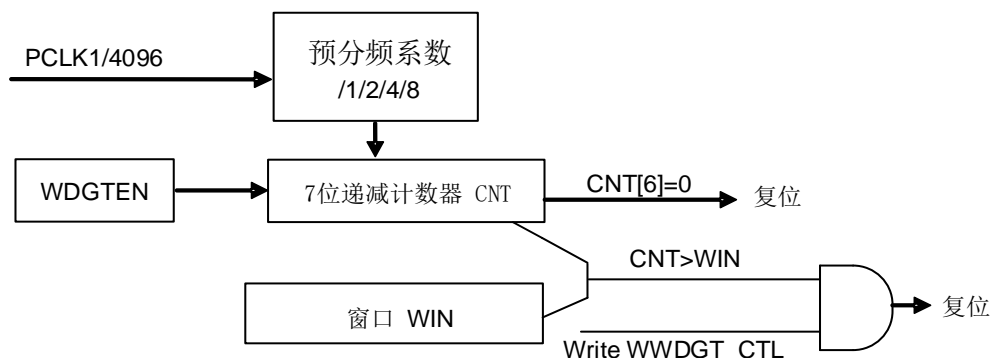 PCLK1/4096
预分频系数
/1/2/4/8
WDGTEN
7位递减计数器 CNT
CNT[6]=0
复位
CNT>WIN
窗口 WIN
复位
Write WWDGT_CTL